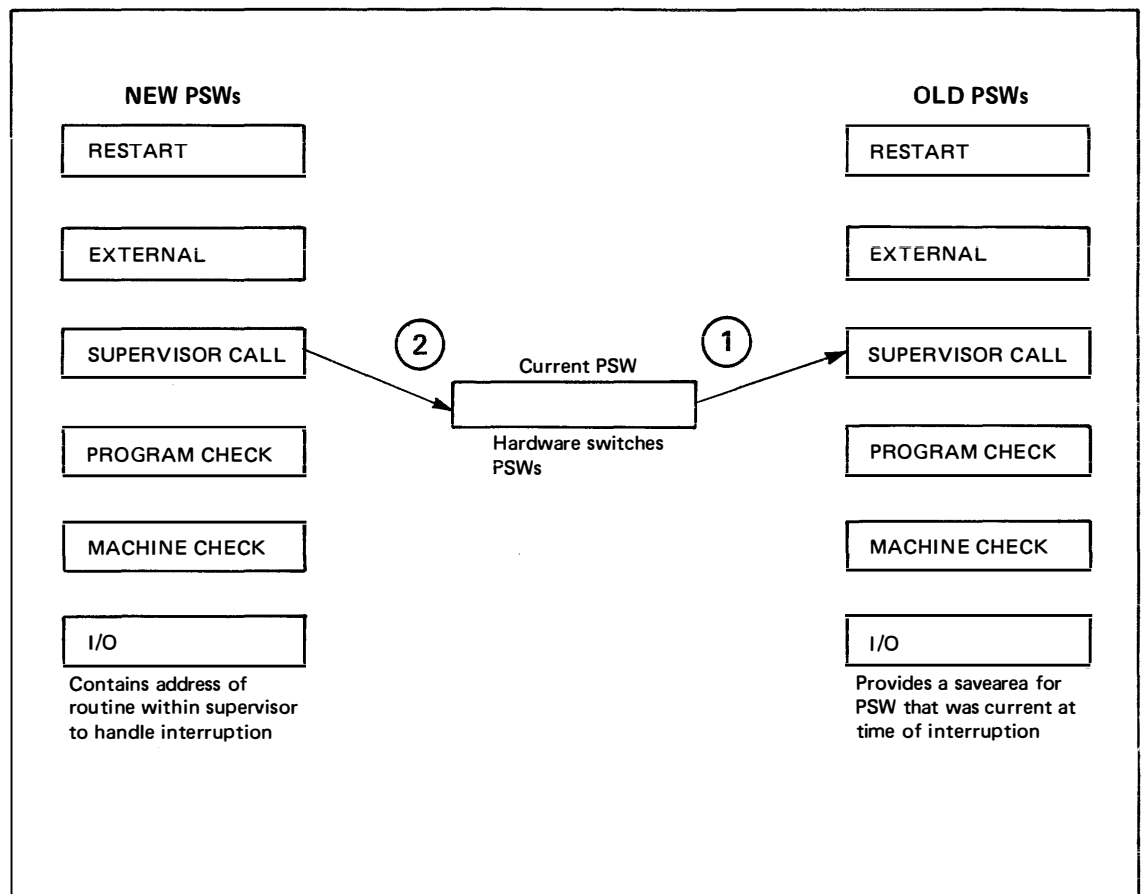 NEW PSWs
RESTART
EXTERNAL
SUPERVISOR CALL
PROGRAM CHECK
MACHINE CHECK
I/O
Contains address of
routine within supervisor
to handle interruption
2
1
Current PSW
Hardware switches
PSWs
OLD PSWs
RESTART
EXTERNAL
SUPERVISOR CALL
PROGRAM CHECK
MACHINE CHECK
I/O
Provides a savearea for
PSW that was current at
time of interruption